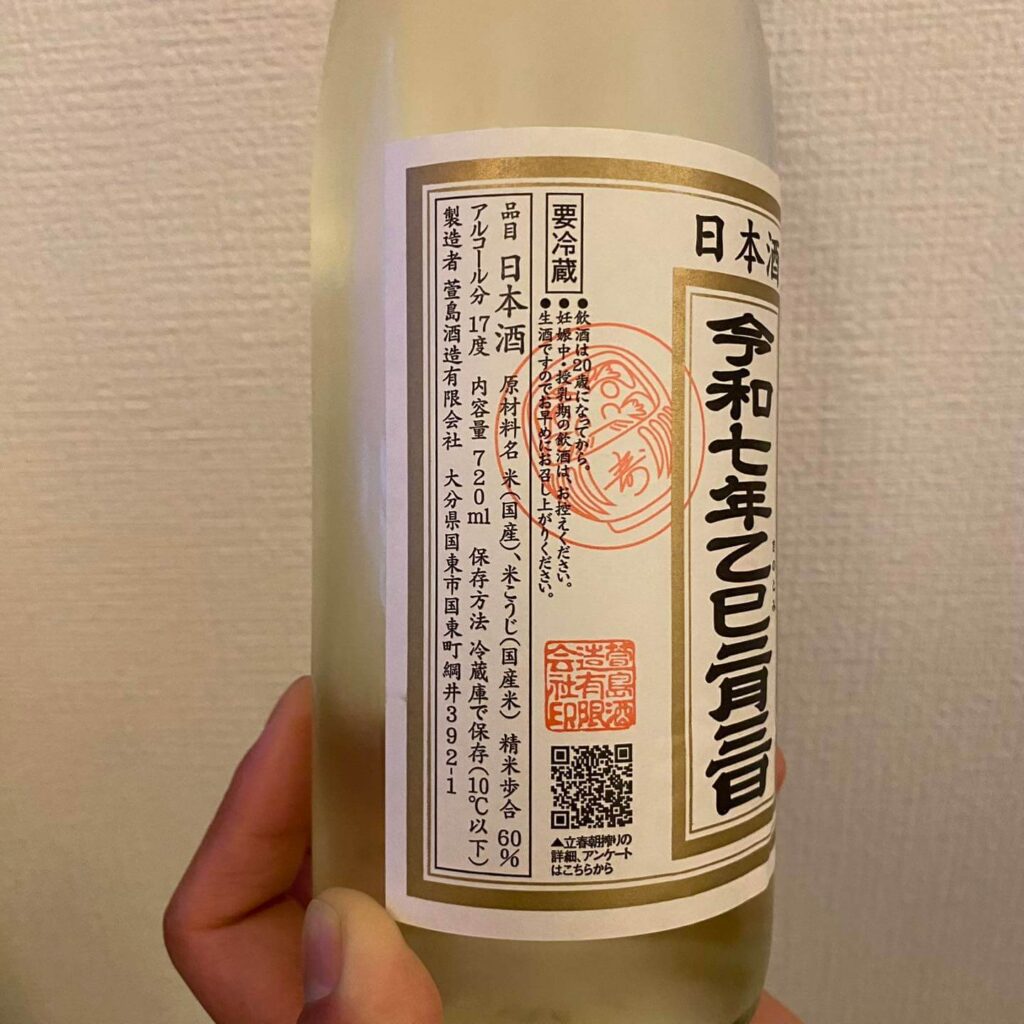 日本酒
令和七年乙巳二月三日
きのとみ
要冷蔵
●飲酒は20歳になってから。
●妊娠中・授乳期の飲酒は、お控えください。
●生酒ですのでお早めにお召し上がりください。
品目 日本酒 原材料名 米(国産)、米こうじ(国産米) 精米歩合 60%
アルコール分 17度 内容量 720ml 保存方法 冷蔵庫で保存(10℃以下)
製造者 萱島酒造有限会社 大分県国東市国東町綱井392-1
寿
萱島酒
造有限
会社印
▲立春朝搾りの
詳細、アンケート
はこちらから